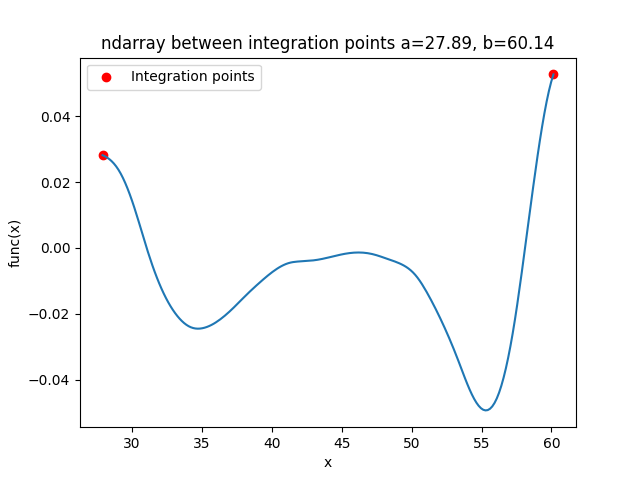 ndarray between integration points a=27.89, b=60.14
Integration points
0.04
0.02
0.00
−0.02
−0.04
func(x)
30 35 40 45 50 55 60
x